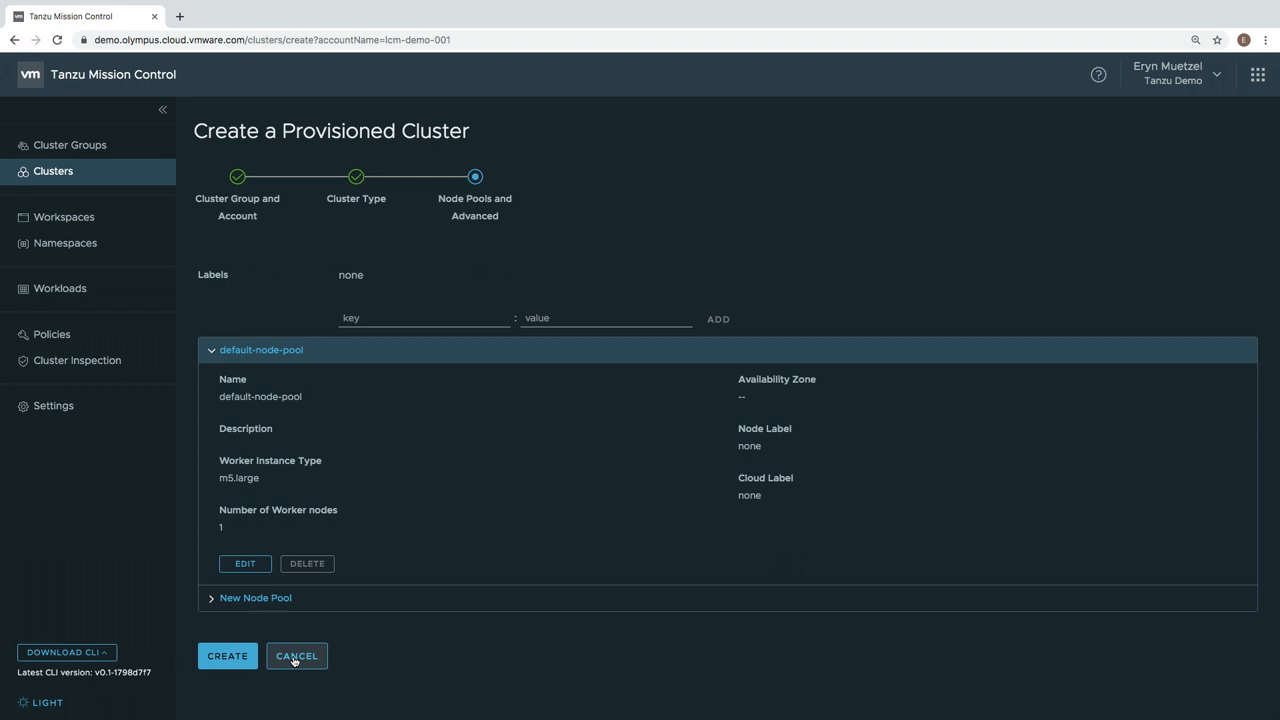 vm Tanzu Mission Control
demo.olympus.cloud.vmware.com/clusters/create?accountName=lcm-demo-001
E
vm Tanzu Mission Control
Eryn Muetzel
Tanzu Demo
Cluster Groups
Clusters
Workspaces
Namespaces
Workloads
Policies
Cluster Inspection
Settings
DOWNLOAD CLI
Latest CLI version: v0.1-1798d7f7
LIGHT
Create a Provisioned Cluster
Cluster Group and
Account
Cluster Type
Node Pools and
Advanced
Labels
none
key : value ADD
default-node-pool
Name
default-node-pool
Description
Worker Instance Type
m5.large
Number of Worker nodes
1
Availability Zone
--
Node Label
none
Cloud Label
none
EDIT DELETE
New Node Pool
CREATE CANCEL